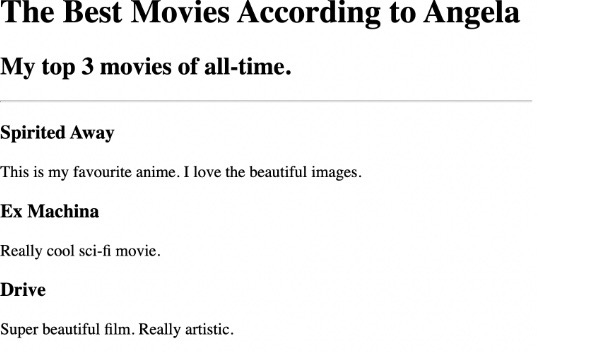 The Best Movies According to Angela
My top 3 movies of all-time.
Spirited Away
This is my favourite anime. I love the beautiful images.
Ex Machina
Really cool sci-fi movie.
Drive
Super beautiful film. Really artistic.